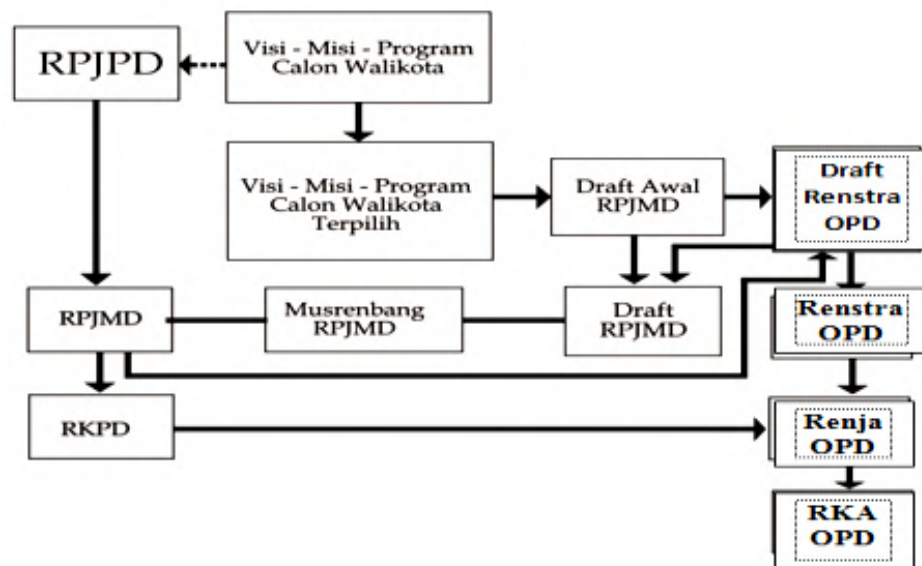 RPJPD
Visi - Misi - Program
Calon Walikota
Visi - Misi - Program
Calon Walikota
Terpilih
Draft Awal
RPJMD
Draft
Renstra
OPD
RPJMD
Musrenbang
RPJMD
Draft
RPJMD
Renstra
OPD
RKPD
Renja
OPD
RKA
OPD